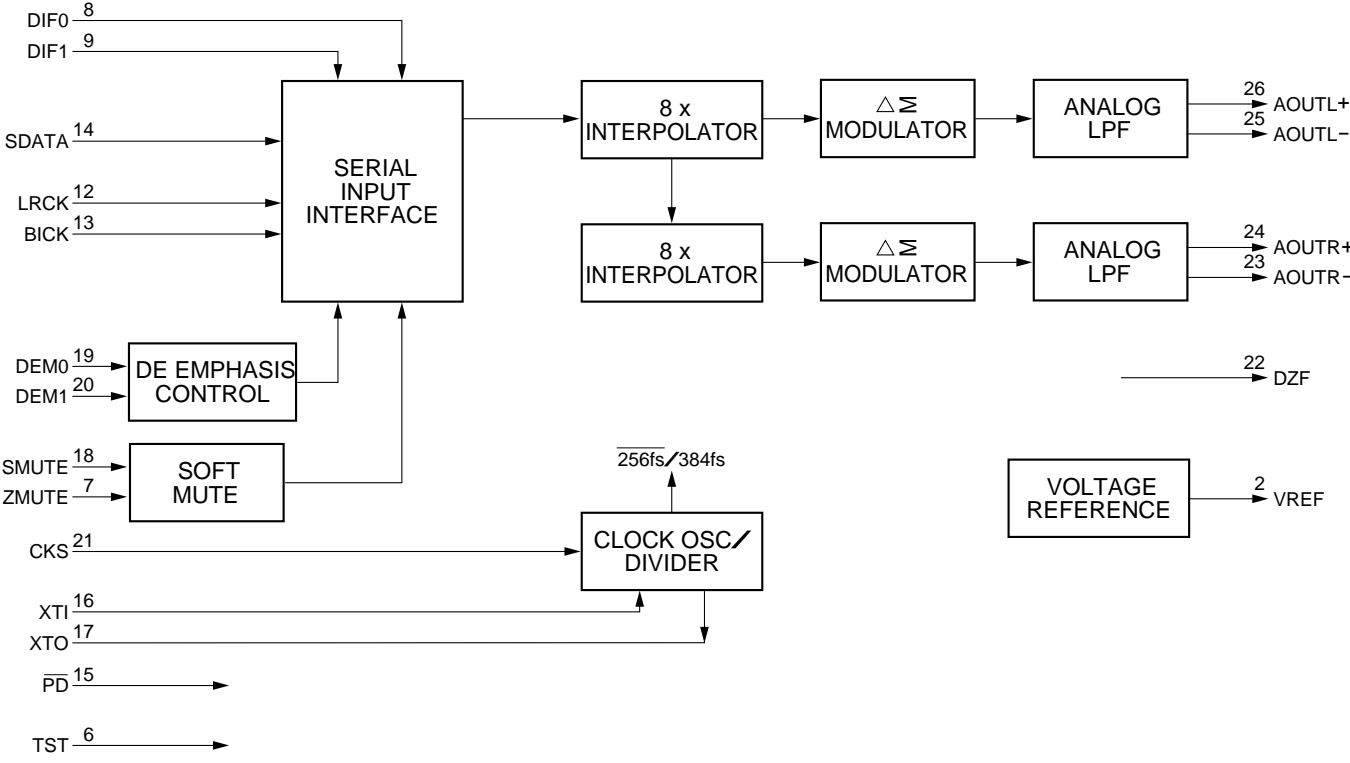 DIF0 8
DIF1 9
SDATA 14
LRCK 12
BICK 13
SERIAL
INPUT
INTERFACE
8 x
INTERPOLATOR
△Σ
MODULATOR
ANALOG
LPF
26 AOUTL+
25 AOUTL−
8 x
INTERPOLATOR
△Σ
MODULATOR
ANALOG
LPF
24 AOUTR+
23 AOUTR−
DEM0 19
DEM1 20
DE EMPHASIS
CONTROL
22 DZF
SMUTE 18
ZMUTE 7
SOFT
MUTE
256fs/384fs
VOLTAGE
REFERENCE
2 VREF
CKS 21
CLOCK OSC/
DIVIDER
XTI 16
XTO 17
PD 15
TST 6